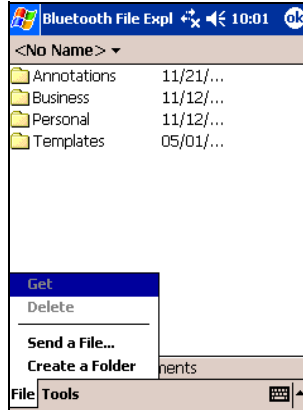 Bluetooth File Expl 10:01 ok
<No Name>
Annotations 11/21/...
Business 11/12/...
Personal 11/12/...
Templates 05/01/...
Get
Delete
Send a File...
Create a Folder
ments
File Tools